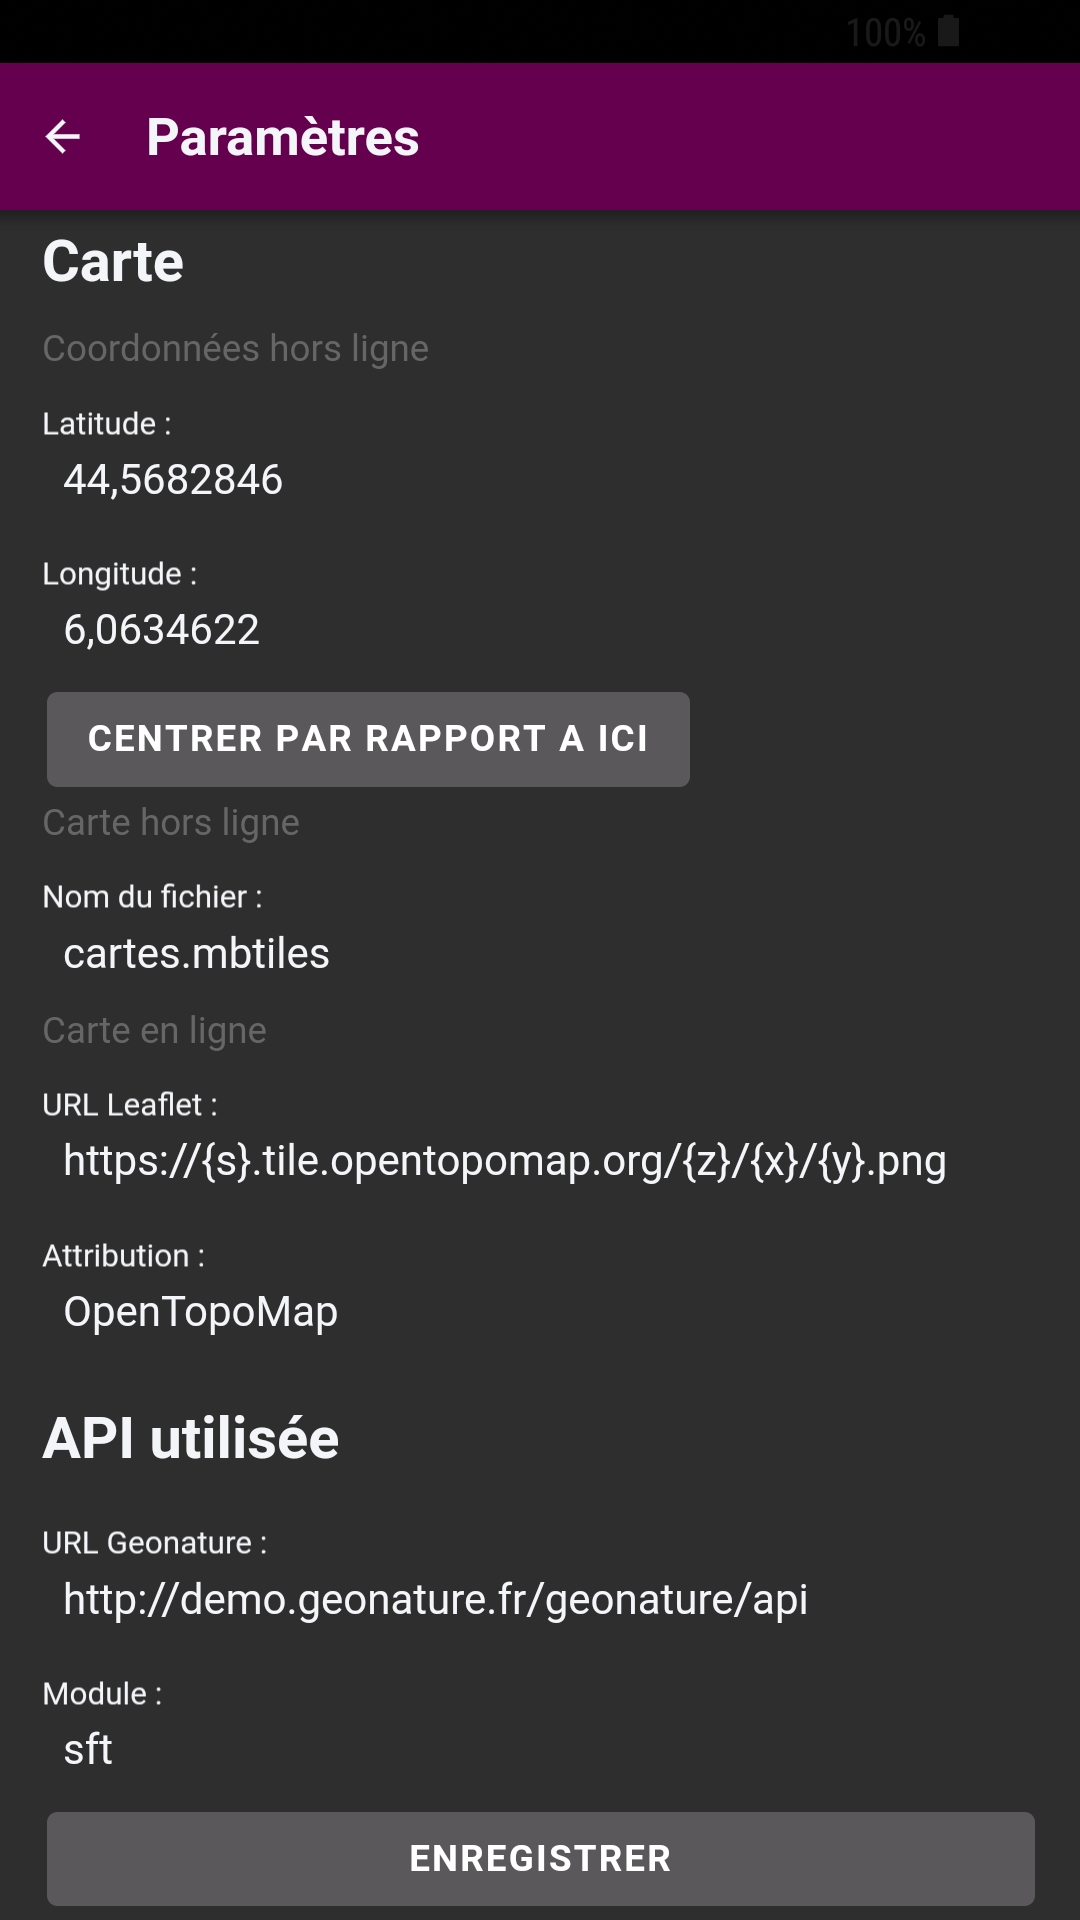 100%
Paramètres
Carte
Coordonnées hors ligne
Latitude :
44,5682846
Longitude :
6,0634622
CENTRER PAR RAPPORT A ICI
Carte hors ligne
Nom du fichier :
cartes.mbtiles
Carte en ligne
URL Leaflet :
https://{s}.tile.opentopomap.org/{z}/{x}/{y}.png
Attribution :
OpenTopoMap
API utilisée
URL Geonature :
http://demo.geonature.fr/geonature/api
Module :
sft
ENREGISTRER